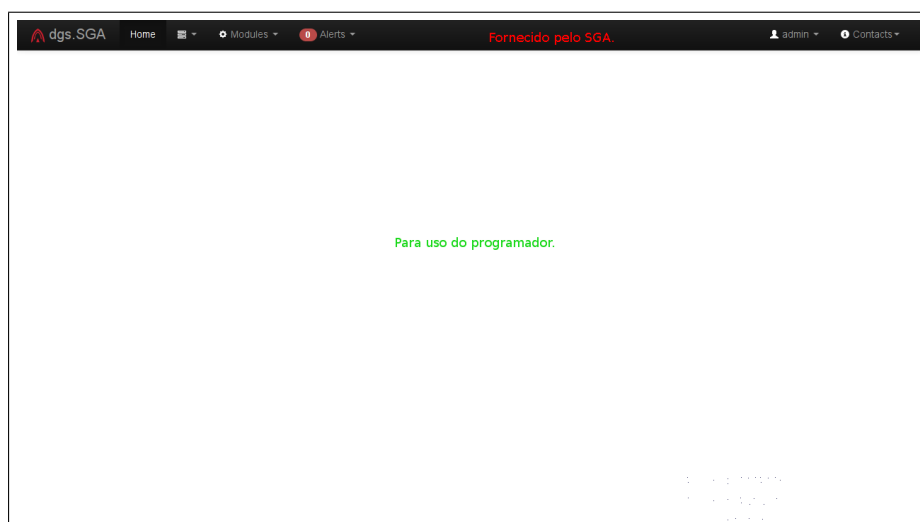 dgs.SGA Home Modules 0 Alerts Fornecido pelo SGA. admin Contacts
Para uso do programador.